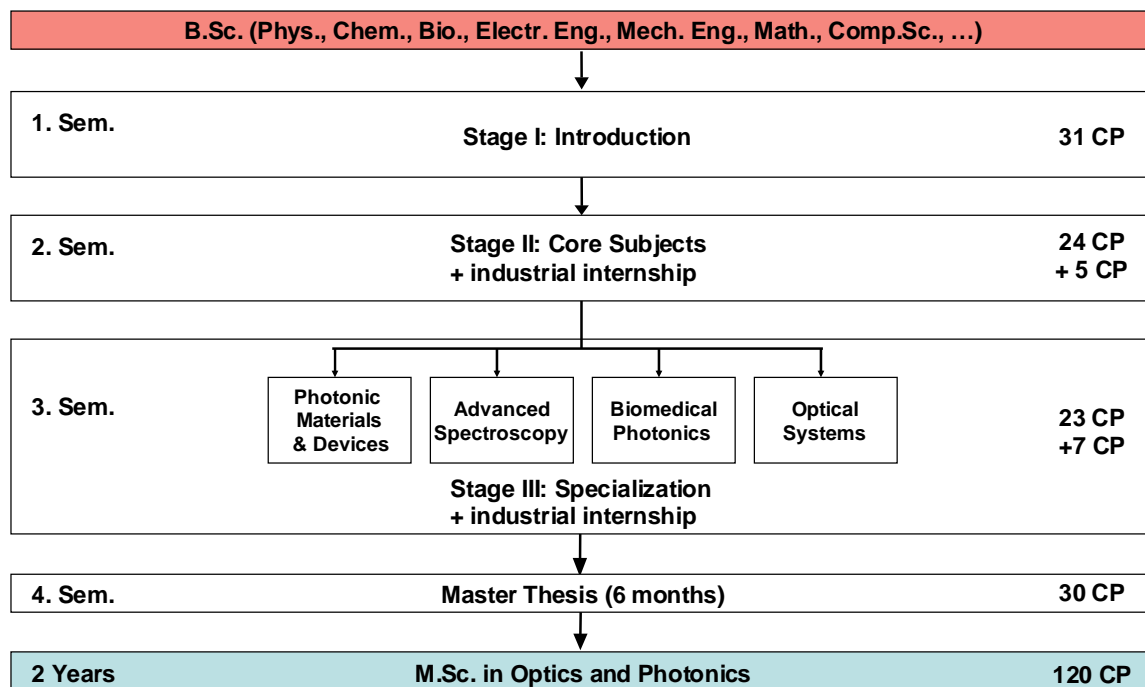 B.Sc. (Phys., Chem., Bio., Electr. Eng., Mech. Eng., Math., Comp.Sc., …)
1. Sem.
Stage I: Introduction
31 CP
2. Sem.
Stage II: Core Subjects
+ industrial internship
24 CP
+ 5 CP
3. Sem.
Photonic
Materials
& Devices
Advanced
Spectroscopy
Biomedical
Photonics
Optical
Systems
23 CP
+7 CP
Stage III: Specialization
+ industrial internship
4. Sem.
Master Thesis (6 months)
30 CP
2 Years
M.Sc. in Optics and Photonics
120 CP